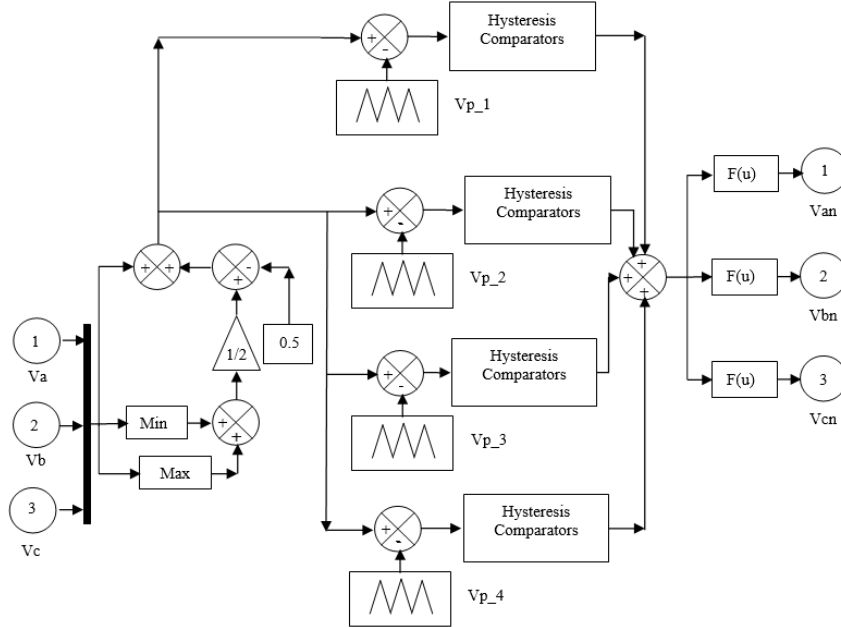 Hysteresis
Comparators
+
-
Vp_1
Hysteresis
Comparators
+
-
Vp_2
F(u)
1
Van
+ +
-
+
+
+
+
+
F(u)
2
Vbn
1
Va
1/2
0.5
Hysteresis
Comparators
+
-
Vp_3
F(u)
3
Vcn
2
Vb
Min
+
+
Max
3
Vc
Hysteresis
Comparators
+
-
Vp_4